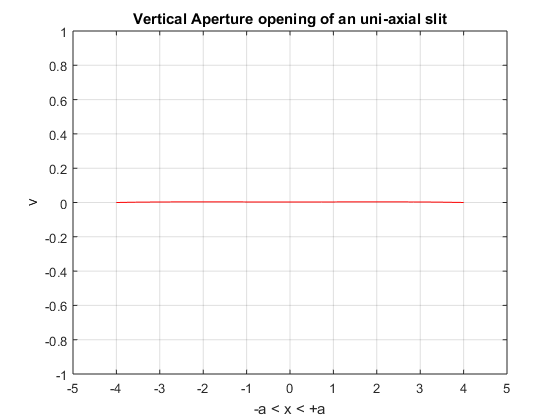 Vertical Aperture opening of an uni-axial slit
1
0.8
0.6
0.4
0.2
0
-0.2
-0.4
-0.6
-0.8
-1
v
-5 -4 -3 -2 -1 0 1 2 3 4 5
-a < x < +a